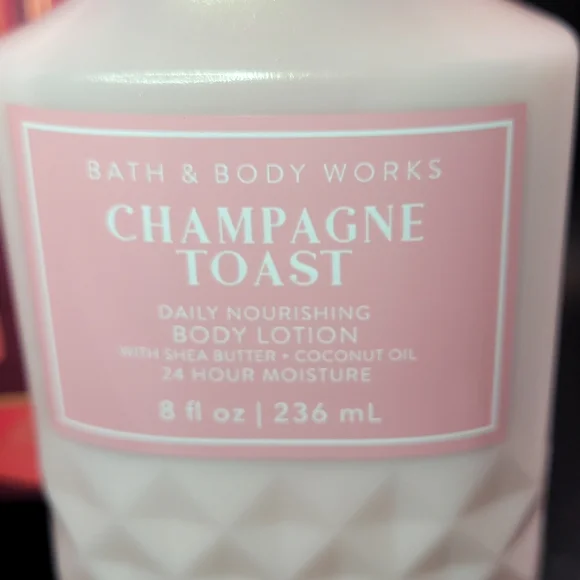 BATH & BODY WORKS
CHAMPAGNE
TOAST
DAILY NOURISHING
BODY LOTION
WITH SHEA BUTTER • COCONUT OIL
24 HOUR MOISTURE
8 fl oz | 236 mL